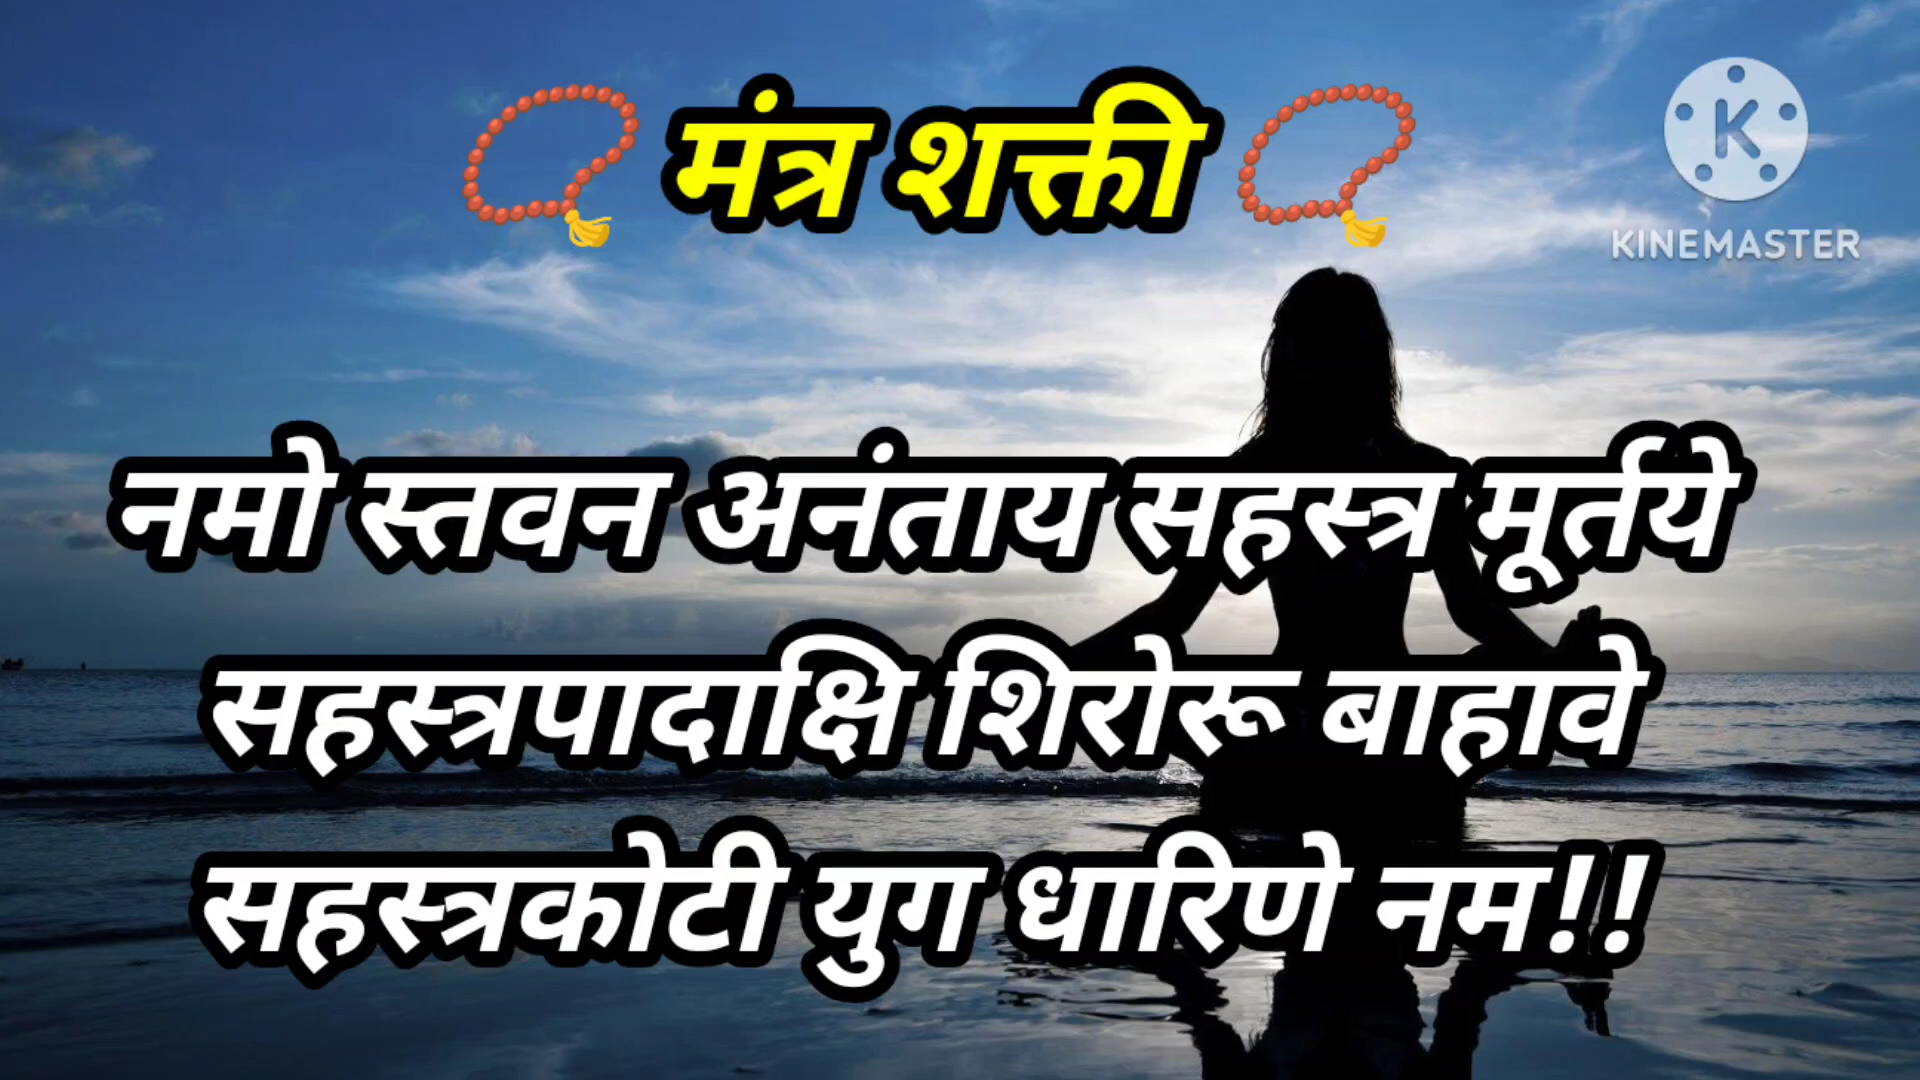 📿 मंत्र शक्ती 📿
KINEMASTER
नमो स्तवन अनंताय सहस्त्र मूर्तये
सहस्त्रपादाक्षि शिरोरू बाहावे
सहस्त्रकोटी युग धारिणे नम!!